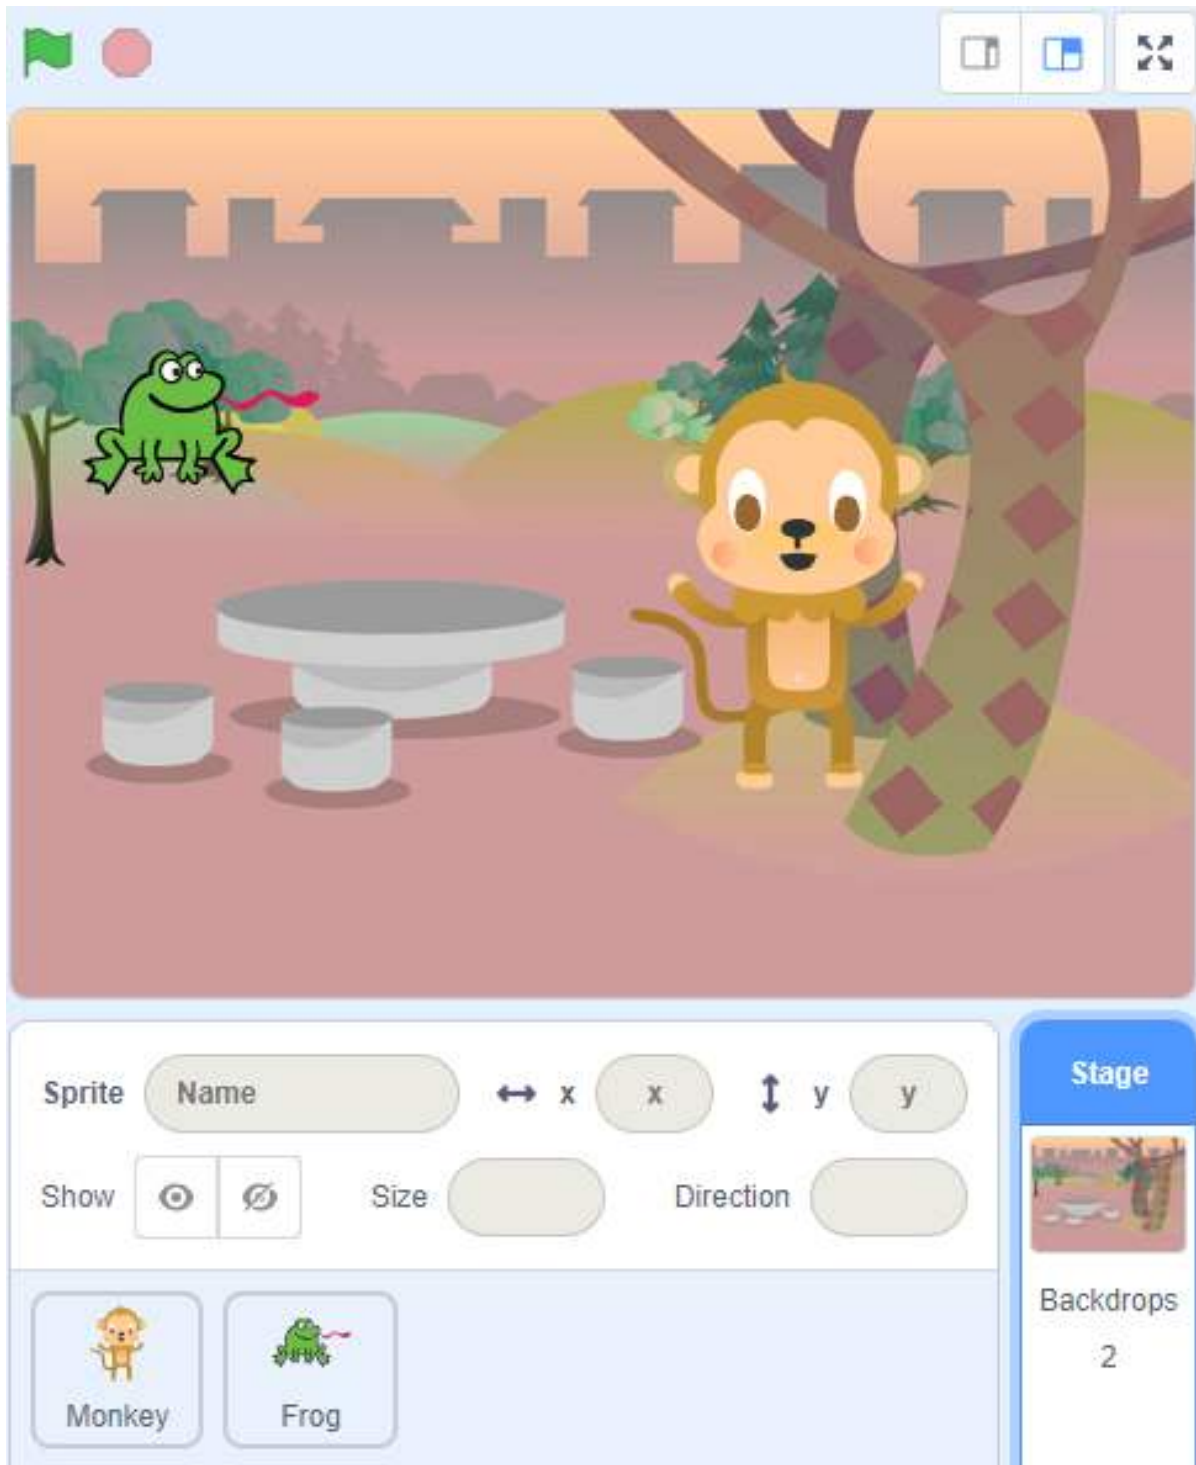 Sprite Name x x y y
Stage
Show Size Direction
Backdrops
2
Monkey Frog